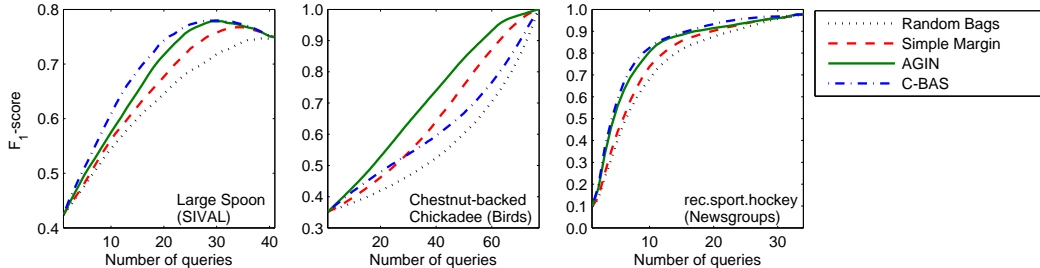 F1-score
0.8
0.7
0.6
0.5
0.4
10 20 30 40
Number of queries
Large Spoon
(SIVAL)
1.0
0.9
0.8
0.7
0.6
0.5
0.4
0.3
20 40 60
Number of queries
Chestnut-backed
Chickadee (Birds)
1.0
0.9
0.8
0.7
0.6
0.5
0.4
0.3
0.2
0.1
0.0
10 20 30
Number of queries
rec.sport.hockey
(Newsgroups)
Random Bags
Simple Margin
AGIN
C-BAS